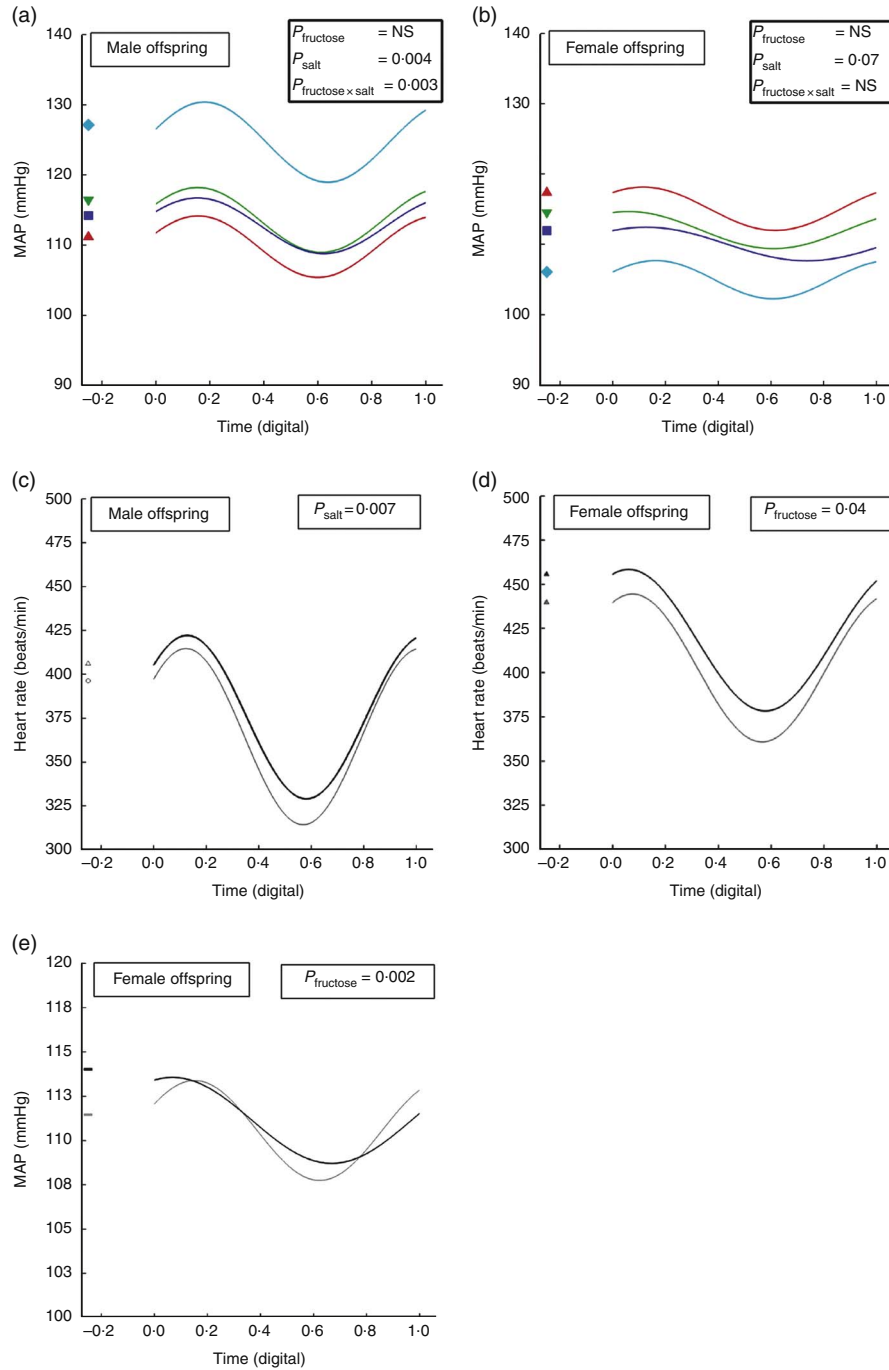 (a)
140
130
120
110
100
90
MAP (mmHg)
Male offspring
Pfructose = NS
Psalt = 0·004
Pfructose×salt = 0·003
–0·2 0·0 0·2 0·4 0·6 0·8 1·0
Time (digital)
(b)
140
130
100
90
MAP (mmHg)
Female offspring
Pfructose = NS
Psalt = 0·07
Pfructose×salt = NS
–0·2 0·0 0·2 0·4 0·6 0·8 1·0
Time (digital)
(c)
500
475
450
425
400
375
350
325
300
Heart rate (beats/min)
Male offspring
Psalt=0·007
–0·2 0·0 0·2 0·4 0·6 0·8 1·0
Time (digital)
(d)
500
475
450
425
400
375
350
325
300
Heart rate (beats/min)
Female offspring
Pfructose = 0·04
–0·2 0·0 0·2 0·4 0·6 0·8 1·0
Time (digital)
(e)
120
118
114
113
110
108
105
103
100
MAP (mmHg)
Female offspring
Pfructose = 0·002
–0·2 0·0 0·2 0·4 0·6 0·8 1·0
Time (digital)